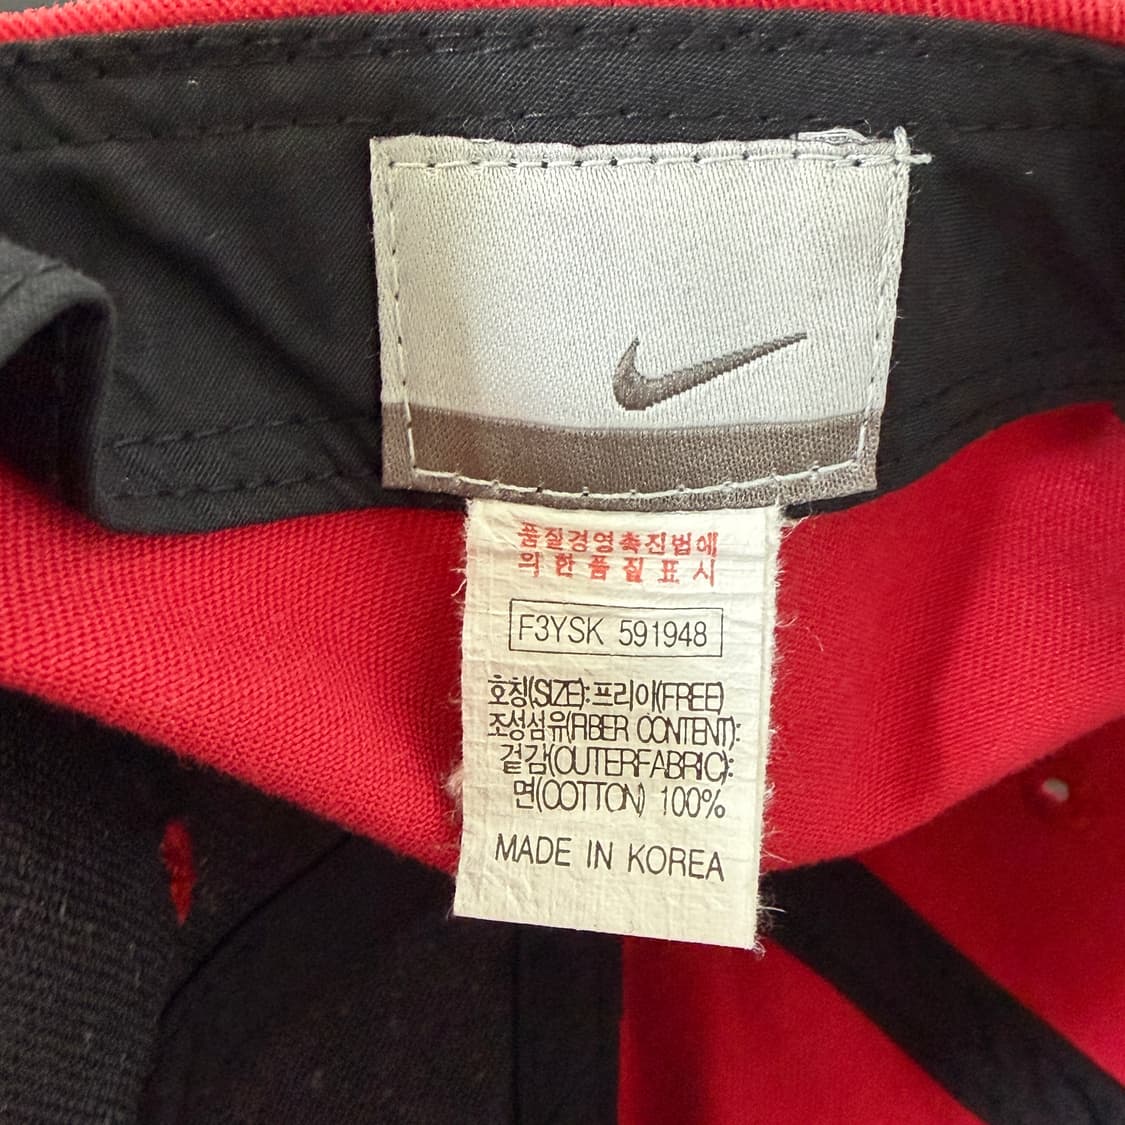 품질경영촉진법에
의한품질표시
F3YSK 591948
호칭(SIZE):프리이(FREE)
조성섬유(FIBER CONTENT):
겉감(OUTERFABRIC):
면(COTTON) 100%
MADE IN KOREA